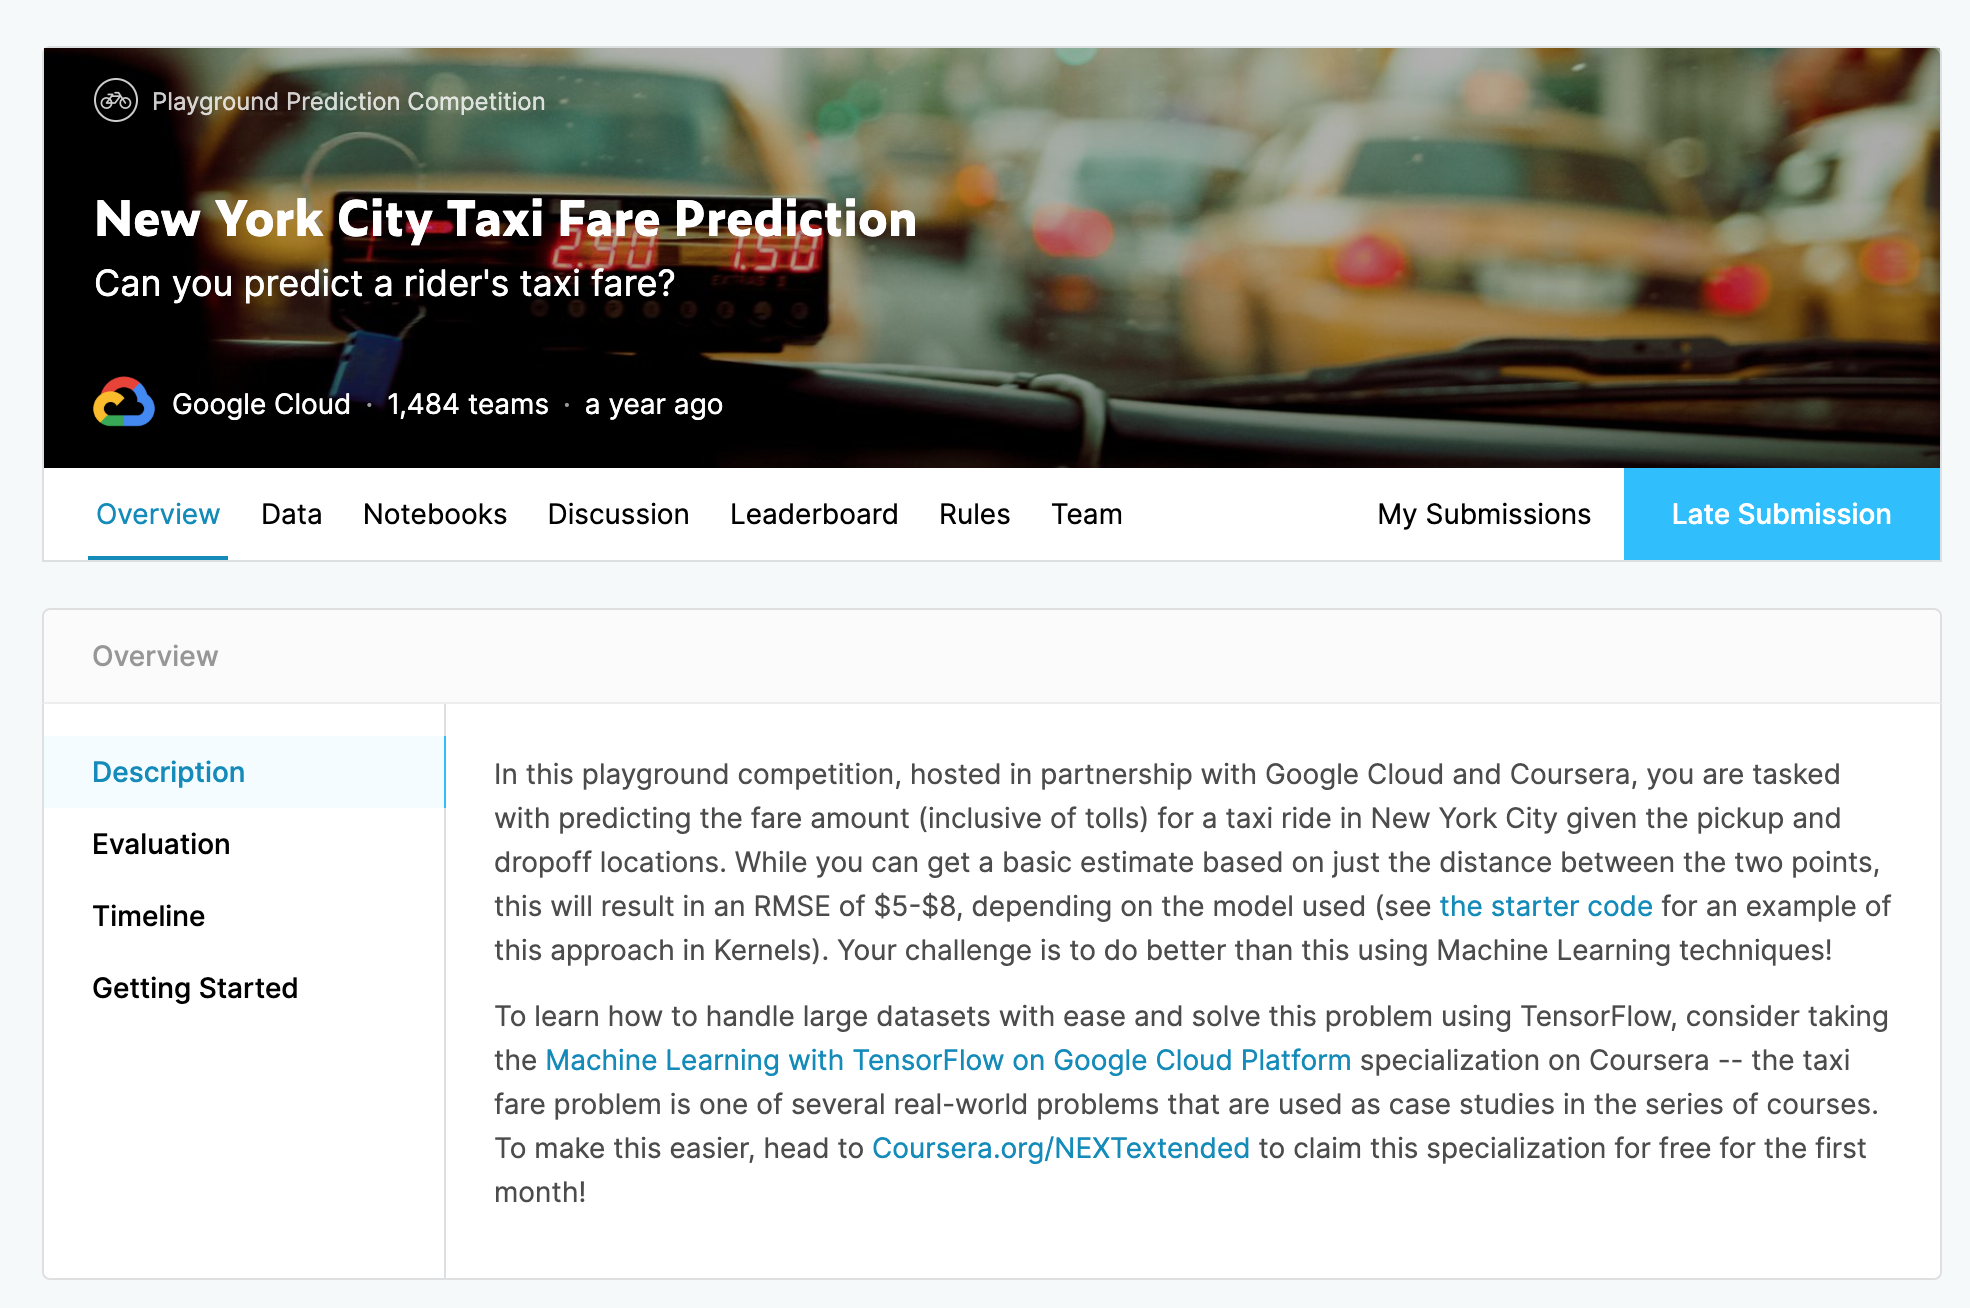 Playground Prediction Competition
New York City Taxi Fare Prediction
2.90 1.50
Can you predict a rider's taxi fare?
Google Cloud · 1,484 teams · a year ago
Overview Data Notebooks Discussion Leaderboard Rules Team My Submissions Late Submission
Overview
Description
Evaluation
Timeline
Getting Started
In this playground competition, hosted in partnership with Google Cloud and Coursera, you are tasked
with predicting the fare amount (inclusive of tolls) for a taxi ride in New York City given the pickup and
dropoff locations. While you can get a basic estimate based on just the distance between the two points,
this will result in an RMSE of $5-$8, depending on the model used (see the starter code for an example of
this approach in Kernels). Your challenge is to do better than this using Machine Learning techniques!
To learn how to handle large datasets with ease and solve this problem using TensorFlow, consider taking
the Machine Learning with TensorFlow on Google Cloud Platform specialization on Coursera -- the taxi
fare problem is one of several real-world problems that are used as case studies in the series of courses.
To make this easier, head to Coursera.org/NEXTextended to claim this specialization for free for the first
month!